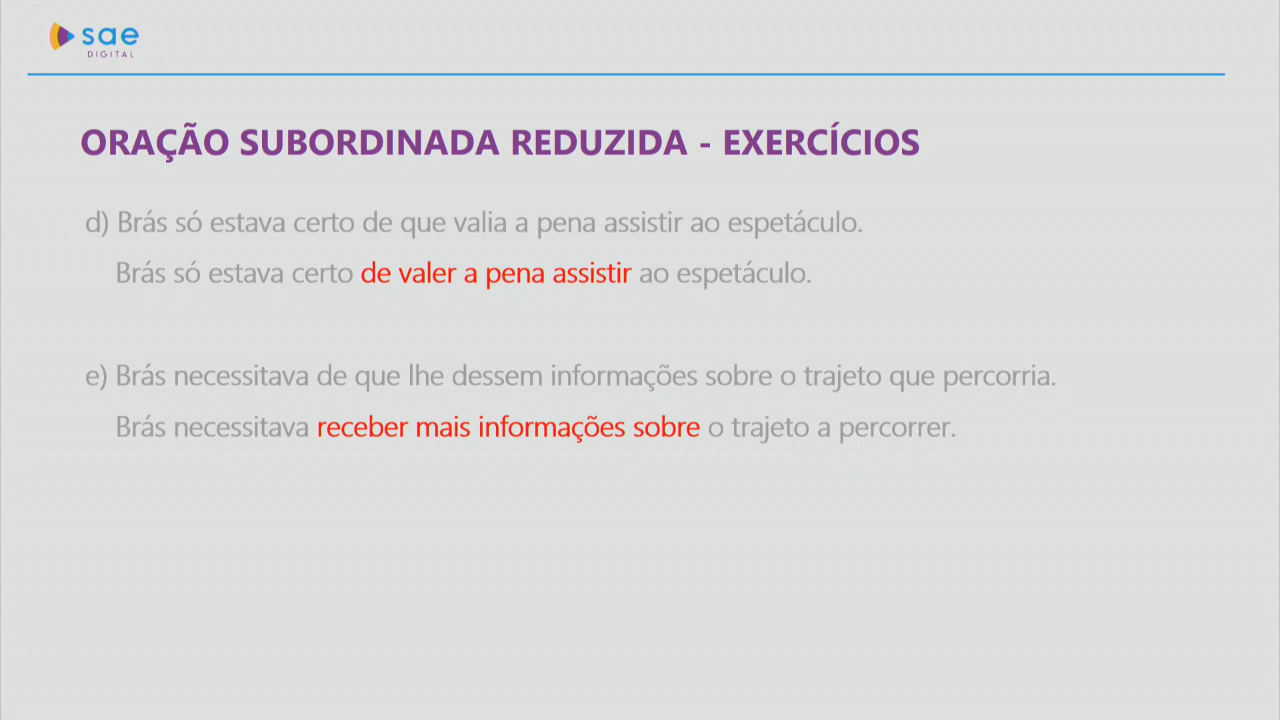 sae
DIGITAL
ORAÇÃO SUBORDINADA REDUZIDA - EXERCÍCIOS
d) Brás só estava certo de que valia a pena assistir ao espetáculo.
Brás só estava certo de valer a pena assistir ao espetáculo.
e) Brás necessitava de que lhe dessem informações sobre o trajeto que percorria.
Brás necessitava receber mais informações sobre o trajeto a percorrer.